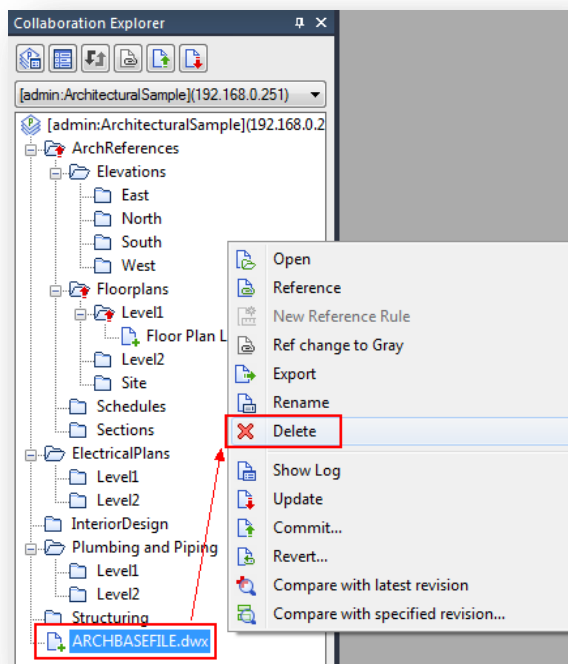 Collaboration Explorer
[admin:ArchitecturalSample](192.168.0.251)
[admin:ArchitecturalSample](192.168.0.2
ArchReferences
Elevations
East
North
South
West
Floorplans
Level1
Floor Plan L
Level2
Site
Schedules
Sections
ElectricalPlans
Level1
Level2
InteriorDesign
Plumbing and Piping
Level1
Level2
Structuring
ARCHBASEFILE.dwx
Open
Reference
New Reference Rule
Ref change to Gray
Export
Rename
Delete
Show Log
Update
Commit...
Revert...
Compare with latest revision
Compare with specified revision...